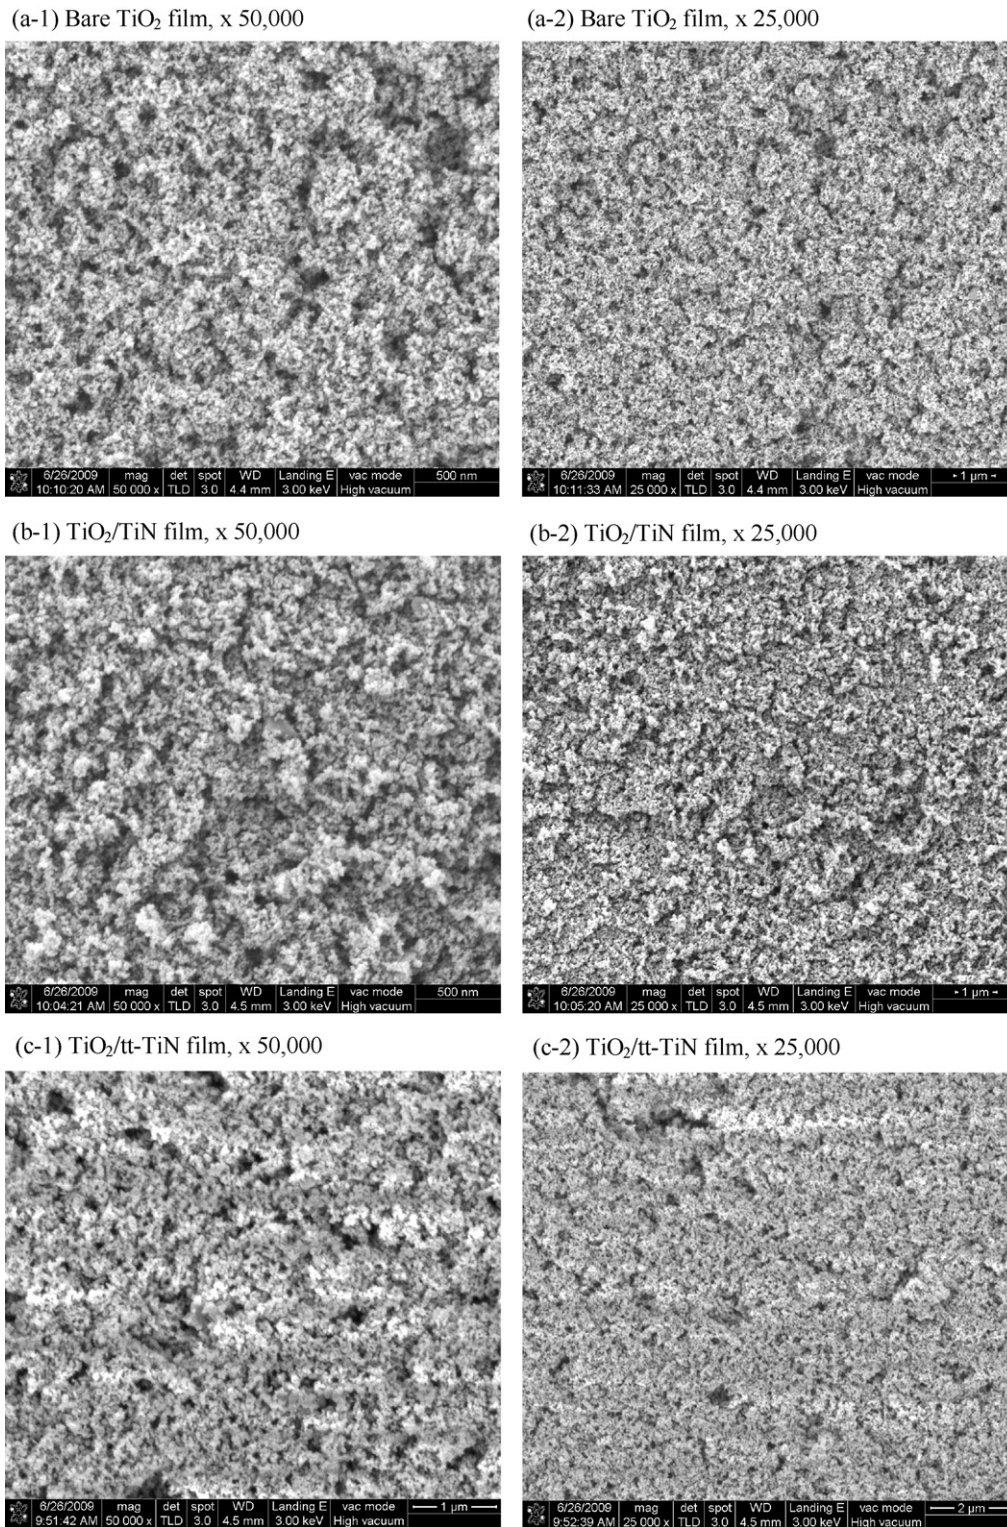 (a-1) Bare TiO₂ film, x 50,000
(a-2) Bare TiO₂ film, x 25,000
6/26/2009 mag det spot WD Landing E vac mode 500 nm
10:10:20 AM 50 000 x TLD 3.0 4.4 mm 3.00 keV High vacuum
6/26/2009 mag det spot WD Landing E vac mode 1 µm
10:11:33 AM 25 000 x TLD 3.0 4.4 mm 3.00 keV High vacuum
(b-1) TiO₂/TiN film, x 50,000
(b-2) TiO₂/TiN film, x 25,000
6/26/2009 mag det spot WD Landing E vac mode 500 nm
10:04:21 AM 50 000 x TLD 3.0 4.5 mm 3.00 keV High vacuum
6/26/2009 mag det spot WD Landing E vac mode 1 µm
10:05:20 AM 25 000 x TLD 3.0 4.5 mm 3.00 keV High vacuum
(c-1) TiO₂/tt-TiN film, x 50,000
(c-2) TiO₂/tt-TiN film, x 25,000
6/26/2009 mag det spot WD Landing E vac mode 1 µm
9:51:42 AM 50 000 x TLD 3.0 4.5 mm 3.00 keV High vacuum
6/26/2009 mag det spot WD Landing E vac mode 2 µm
9:52:39 AM 25 000 x TLD 3.0 4.5 mm 3.00 keV High vacuum